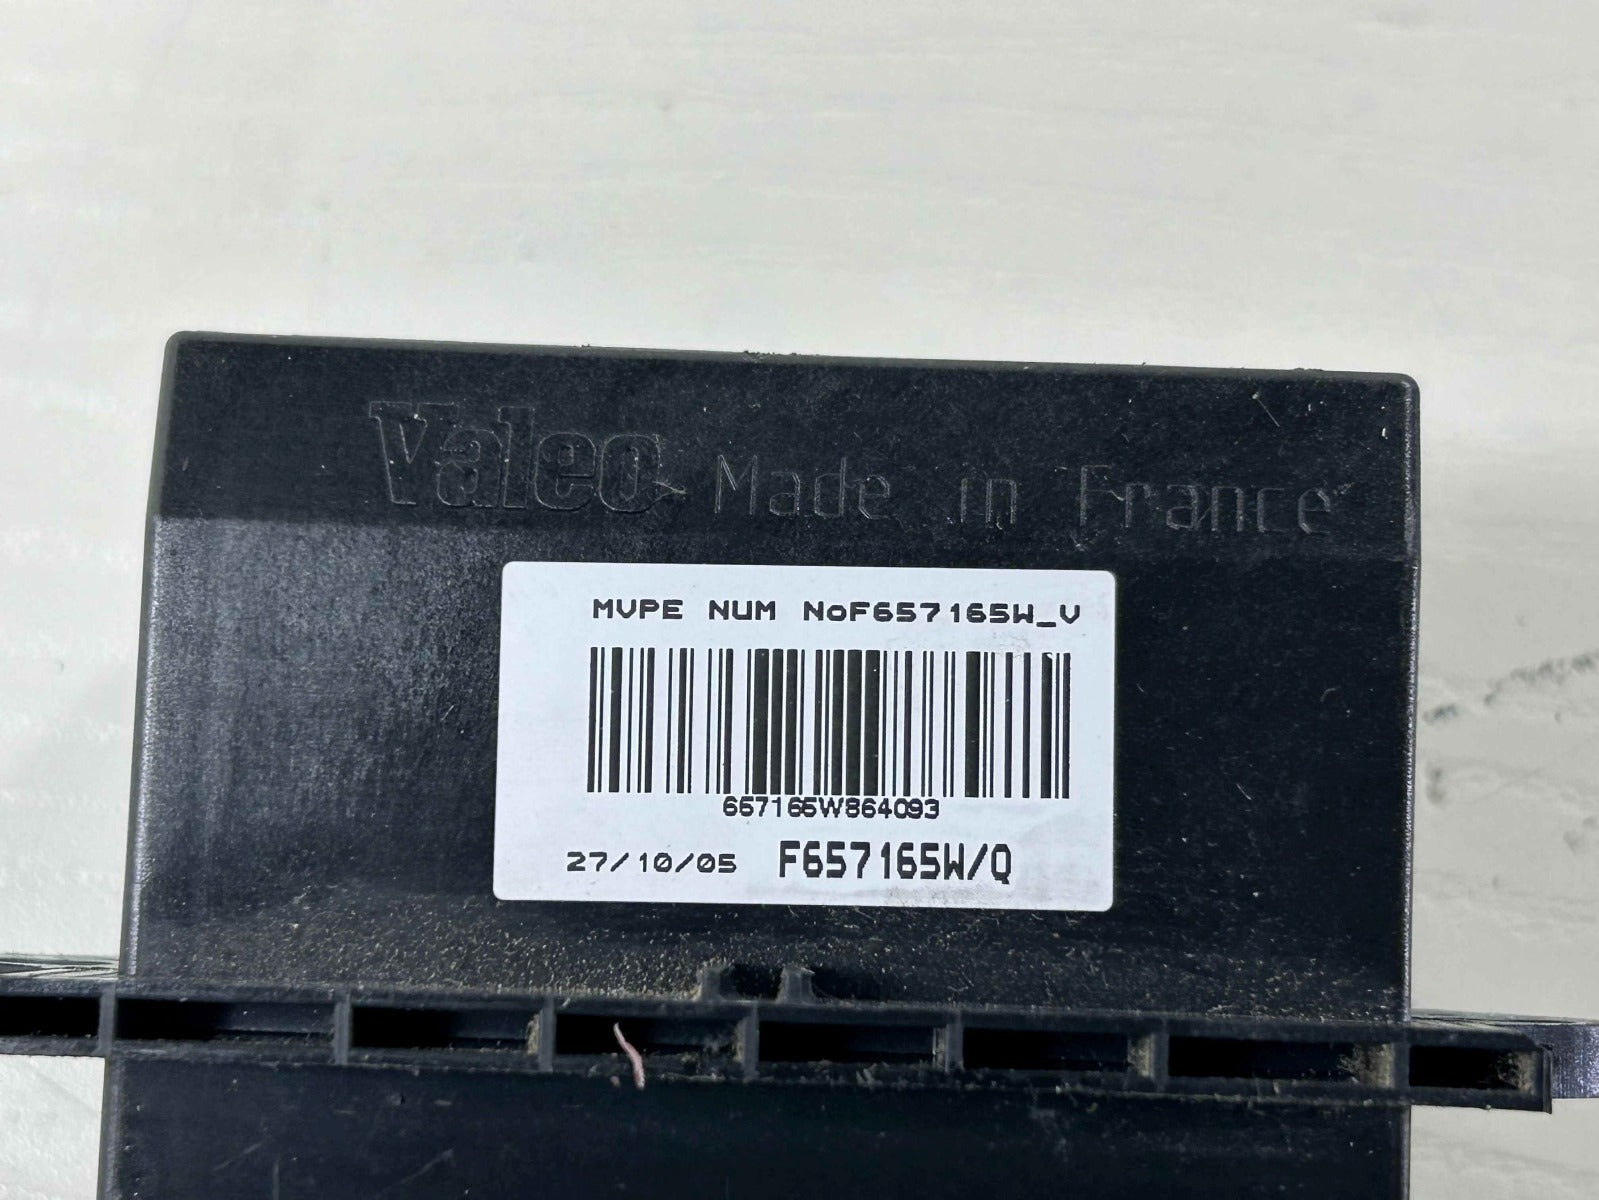 Valeo Made in France
MVPE NUM NoF657165W_V
657165W864093
27/10/05 F657165W/Q